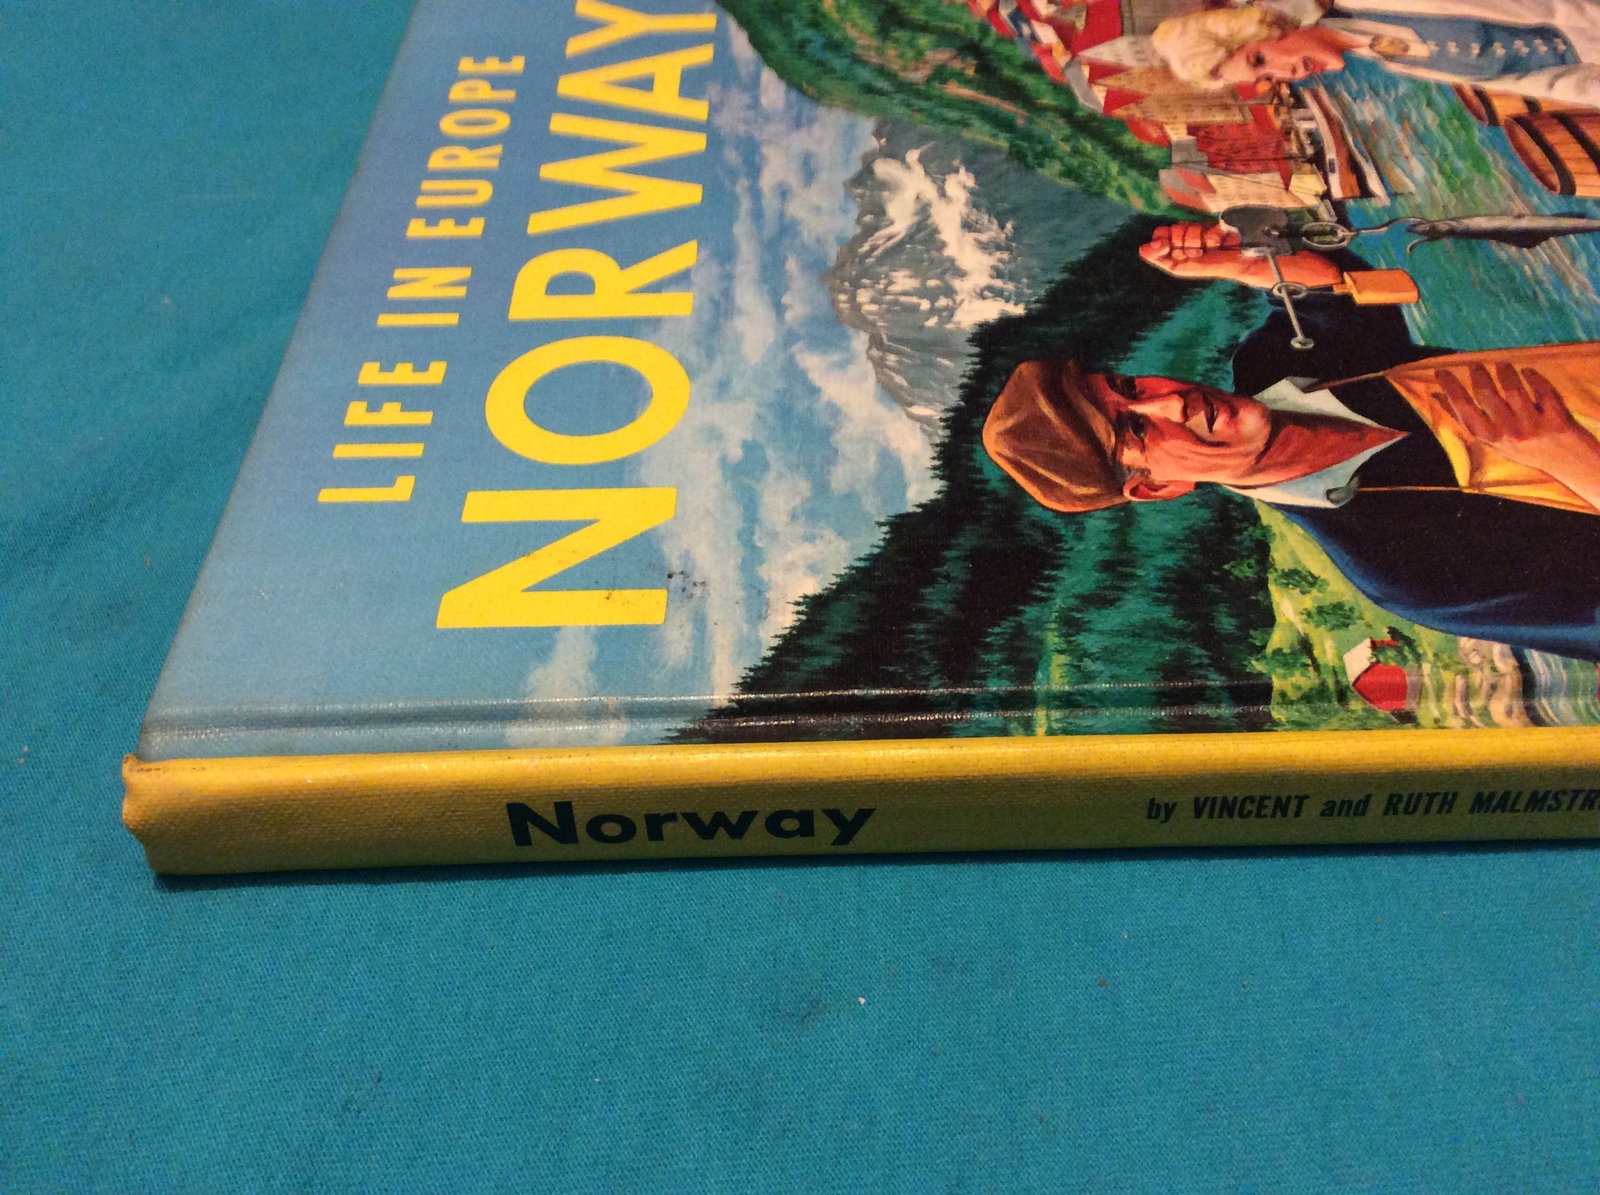 LIFE IN EUROPE
NORWAY
Norway
by VINCENT and RUTH